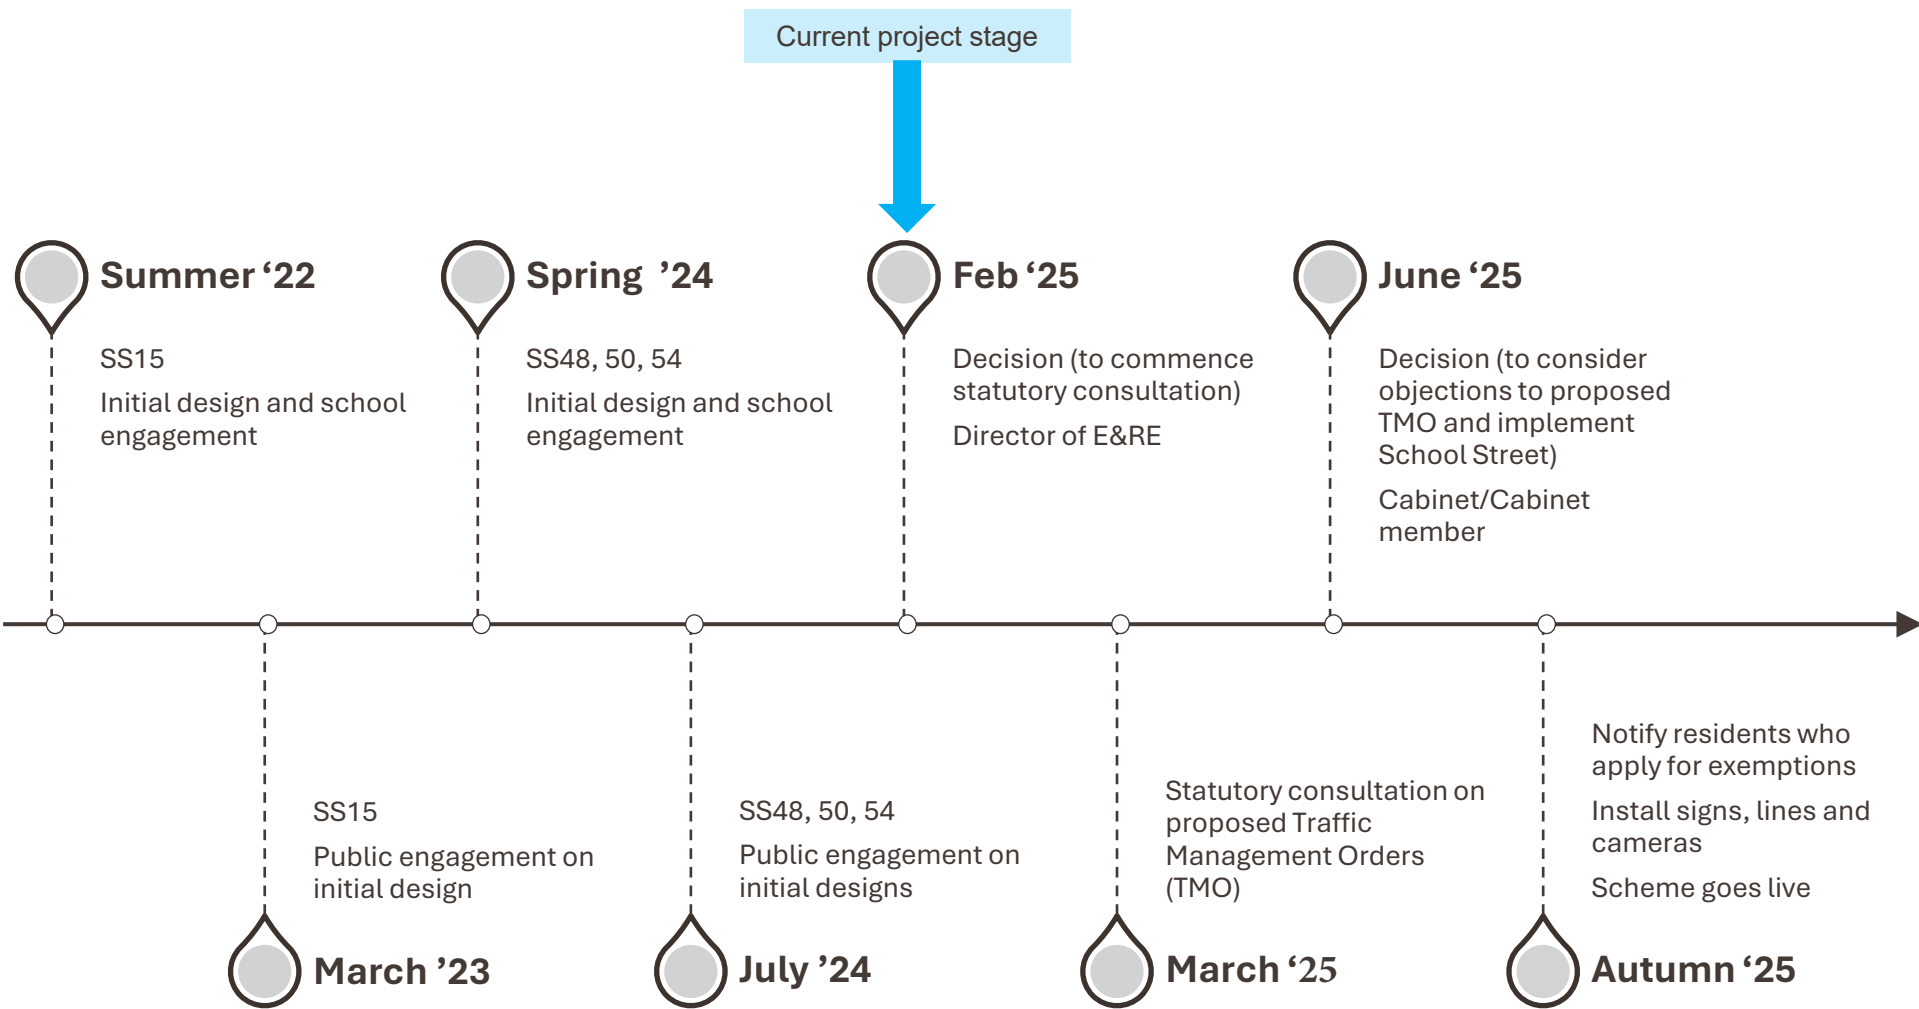 Current project stage
Summer ‘22
SS15
Initial design and school
engagement
Spring ’24
SS48, 50, 54
Initial design and school
engagement
Feb ‘25
Decision (to commence
statutory consultation)
Director of E&RE
June ‘25
Decision (to consider
objections to proposed
TMO and implement
School Street)
Cabinet/Cabinet
member
SS15
Public engagement on
initial design
March ’23
SS48, 50, 54
Public engagement on
initial designs
July ’24
Statutory consultation on
proposed Traffic
Management Orders
(TMO)
March ‘25
Notify residents who
apply for exemptions
Install signs, lines and
cameras
Scheme goes live
Autumn ‘25